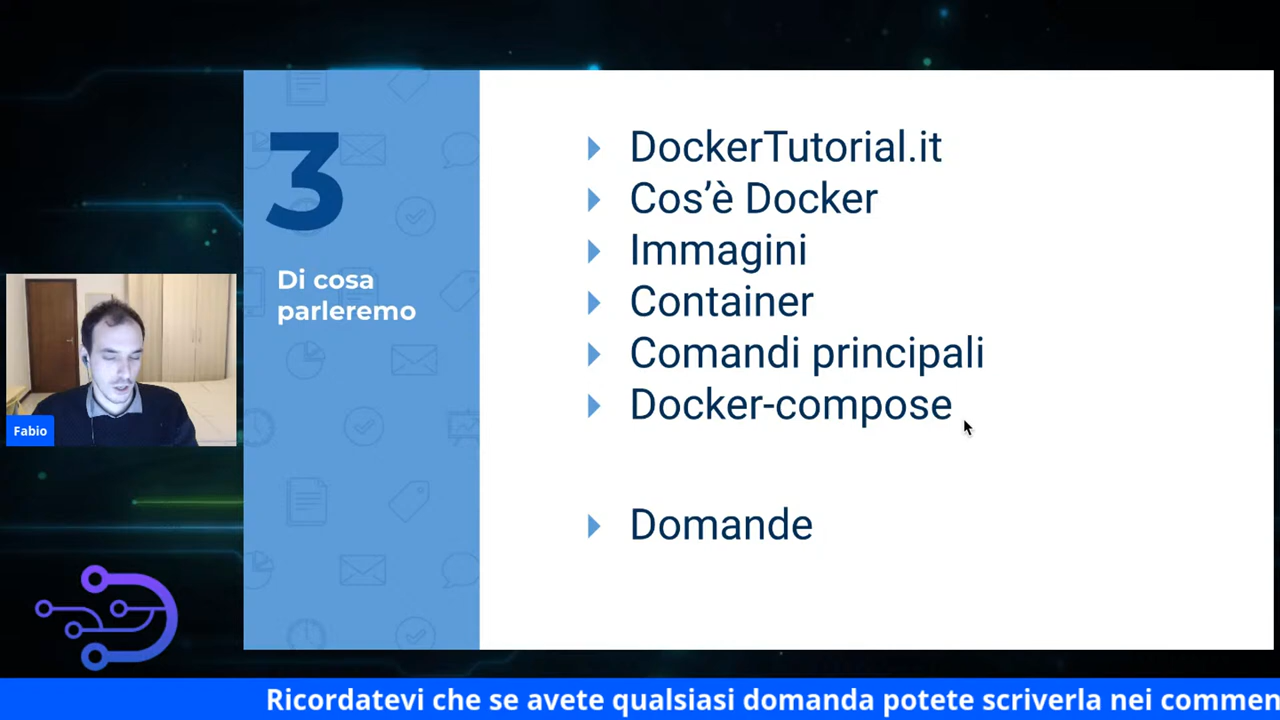 3
Di cosa
parleremo
DockerTutorial.it
Cos’è Docker
Immagini
Container
Comandi principali
Docker-compose
Domande
Fabio
Ricordatevi che se avete qualsiasi domanda potete scriverla nei commen